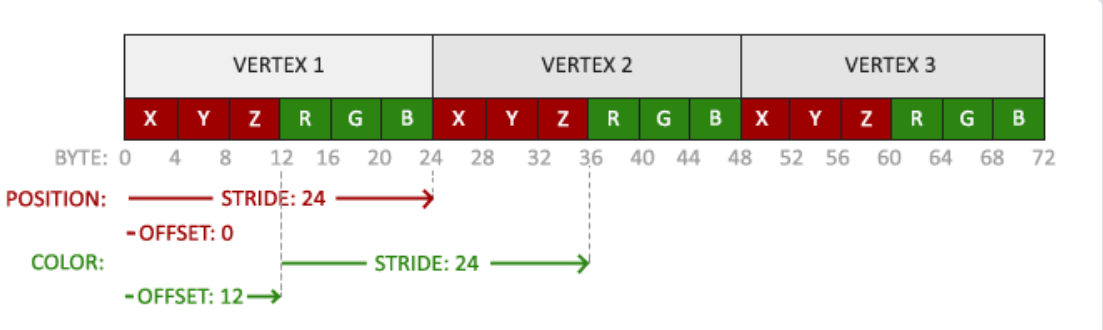 VERTEX 1 VERTEX 2 VERTEX 3
X Y Z R G B X Y Z R G B X Y Z R G B
BYTE: 0 4 8 12 16 20 24 28 32 36 40 44 48 52 56 60 64 68 72
POSITION: STRIDE: 24
-OFFSET: 0
COLOR: STRIDE: 24
-OFFSET: 12